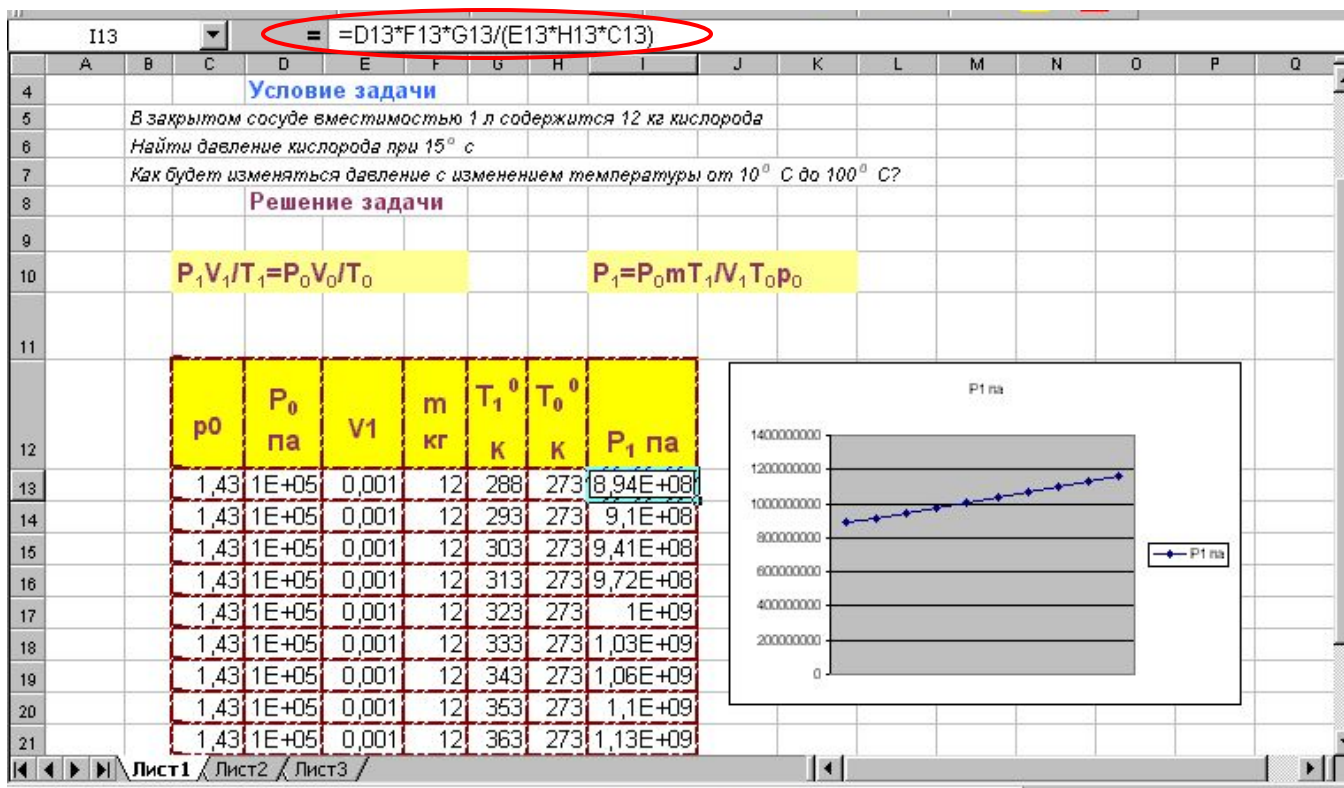 I13 = =D13*F13*G13/(E13*H13*C13)
A B C D E F G H I J K L M N O P Q
4 Условие задачи
5 В закрытом сосуде вместимостью 1 л содержится 12 кг кислорода
6 Найти давление кислорода при 15° с
7 Как будет изменяться давление с изменением температуры от 10⁰ С до 100⁰ С?
8 Решение задачи
9
10 P₁V₁/T₁=P₀V₀/T₀ P₁=P₀mT₁/V₁T₀p₀
11
12 p0 P₀ па V1 m кг T₁⁰ К T₀⁰ К P₁ па
13 1,43 1E+05 0,001 12 288 273 8,94E+08
14 1,43 1E+05 0,001 12 293 273 9,1E+08
15 1,43 1E+05 0,001 12 303 273 9,41E+08
16 1,43 1E+05 0,001 12 313 273 9,72E+08
17 1,43 1E+05 0,001 12 323 273 1E+09
18 1,43 1E+05 0,001 12 333 273 1,03E+09
19 1,43 1E+05 0,001 12 343 273 1,06E+09
20 1,43 1E+05 0,001 12 353 273 1,1E+09
21 1,43 1E+05 0,001 12 363 273 1,13E+09
P1 па
1400000000
1200000000
1000000000
800000000
600000000
400000000
200000000
0
P1 па
Лист1 Лист2 Лист3